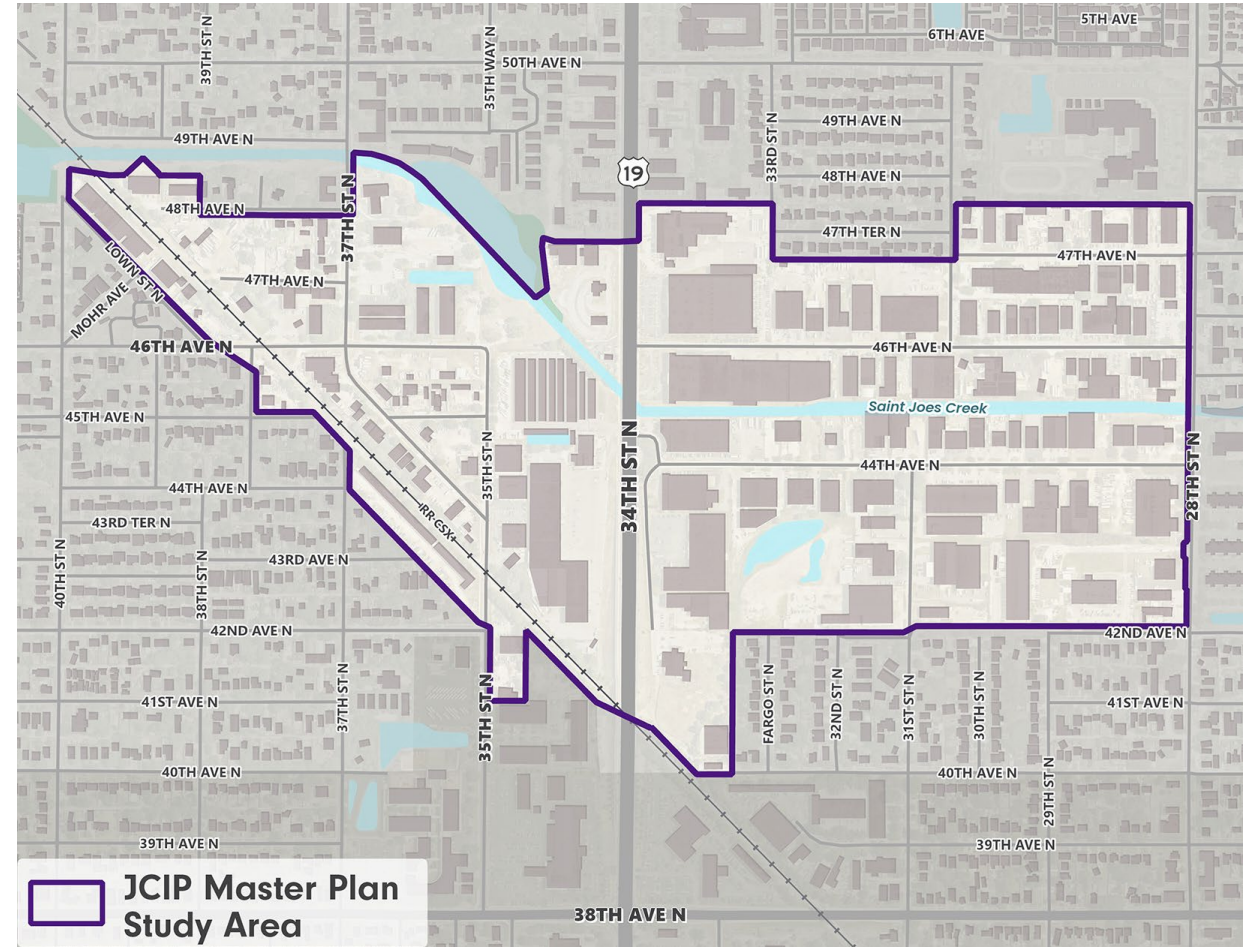 5TH AVE
6TH AVE
39TH ST N
35TH WAY N
50TH AVE N
49TH AVE N
49TH AVE N
33RD ST N
19
48TH AVE N
48TH AVE N
37TH ST N
47TH TER N
47TH AVE N
LOWN ST N
47TH AVE N
MOHR AVE
46TH AVE N
46TH AVE N
Saint Joes Creek
45TH AVE N
34TH ST N
35TH ST N
44TH AVE N
28TH ST N
44TH AVE N
RR CSX
43RD TER N
43RD AVE N
40TH ST N
38TH ST N
42ND AVE N
42ND AVE N
37TH ST N
35TH ST N
FARGO ST N
32ND ST N
31ST ST N
30TH ST N
41ST AVE N
41ST AVE N
40TH AVE N
40TH AVE N
29TH ST N
39TH AVE N
39TH AVE N
38TH AVE N
JCIP Master Plan
Study Area